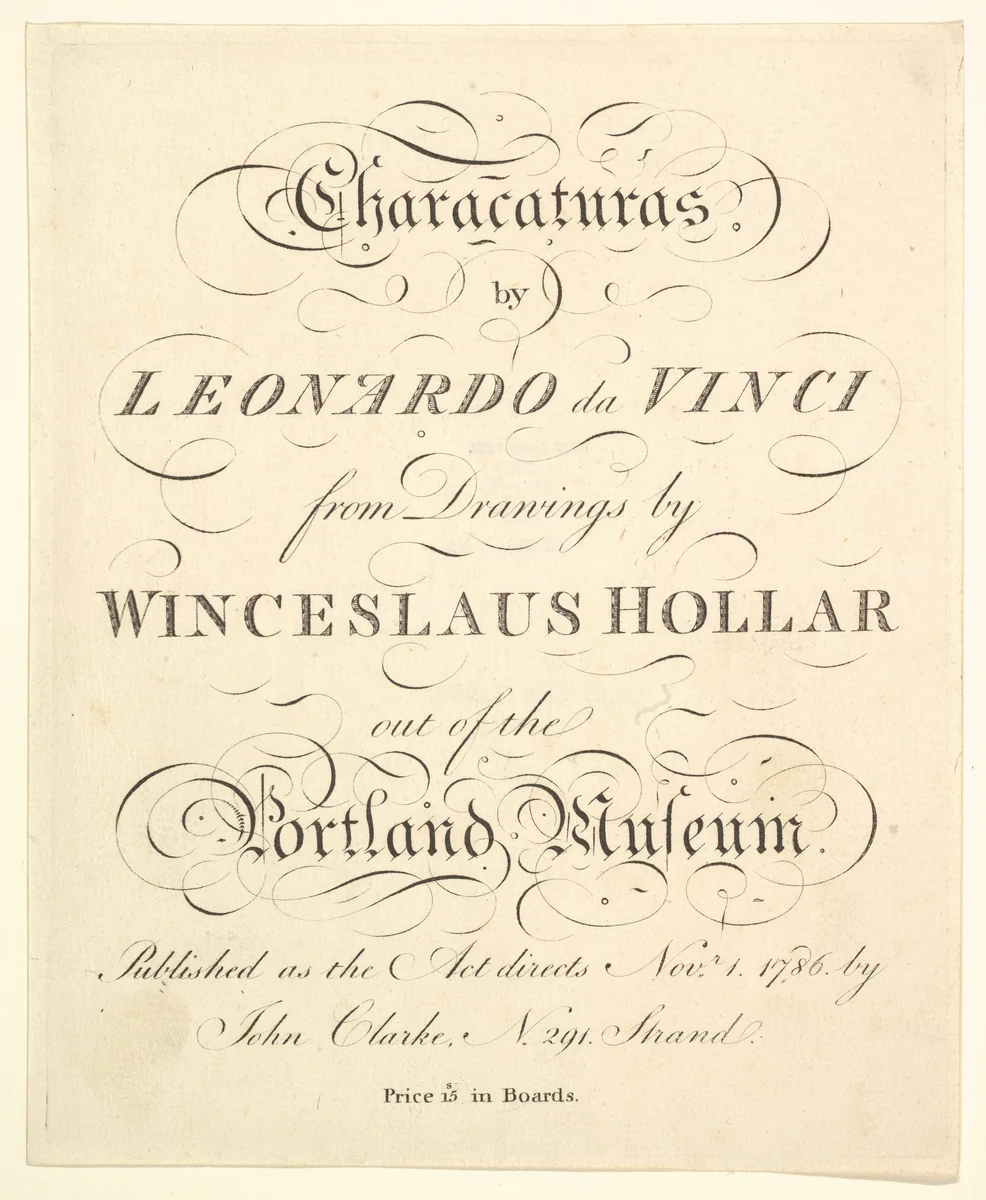 Characaturas
by
LEONARDO da VINCI
from Drawings by
WINCESLAUS HOLLAR
out of the
Portland Muſeum.
Published as the Act directs Nov.r 1. 1786. by
John Clarke, N. 291. Strand.
Price 15s in Boards.